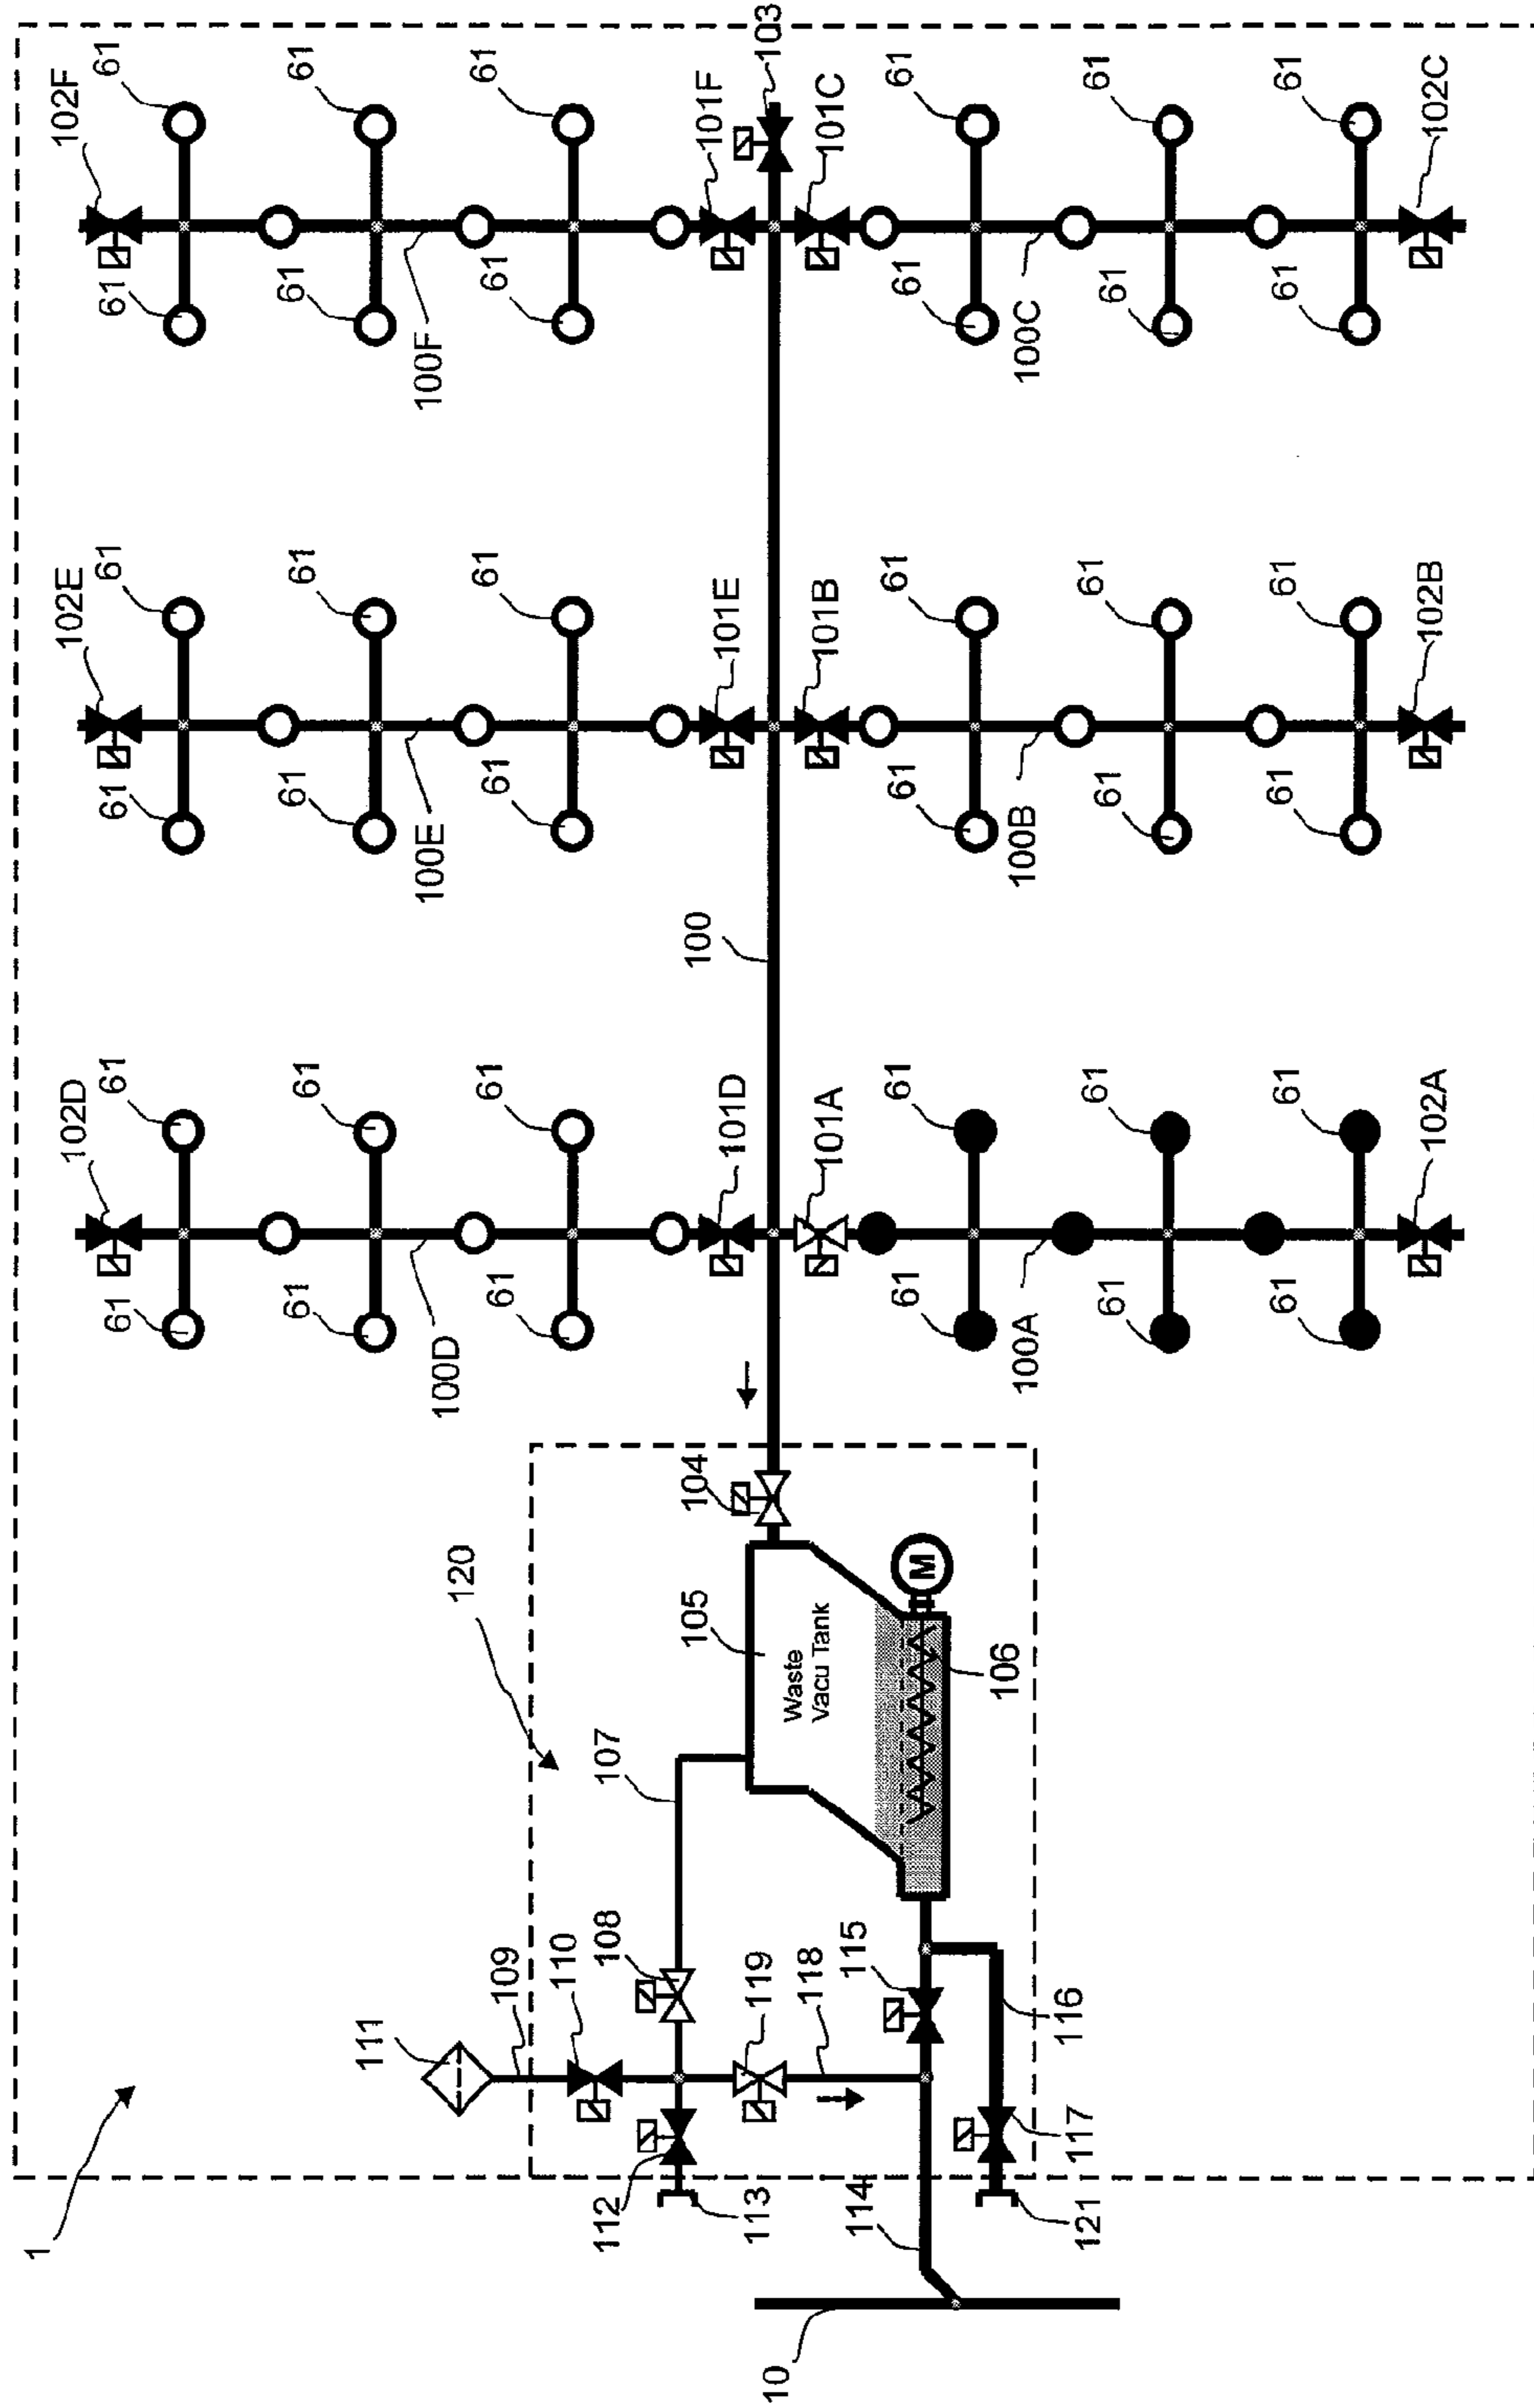 1
102D
102E
102F
61
61
61
61
61
61
61
61
61
61
61
61
111
100D
100E
100F
120
61
61
61
61
61
61
109
110
112
108
107
104
105
100
101D
101E
101F
113
119
103
10
Waste
Vacu Tank
118
101A
101B
101C
114
115
M
61
61
61
61
61
61
106
100A
100B
100C
116
117
121
61
61
61
61
61
61
61
61
61
61
61
61
102A
102B
102C